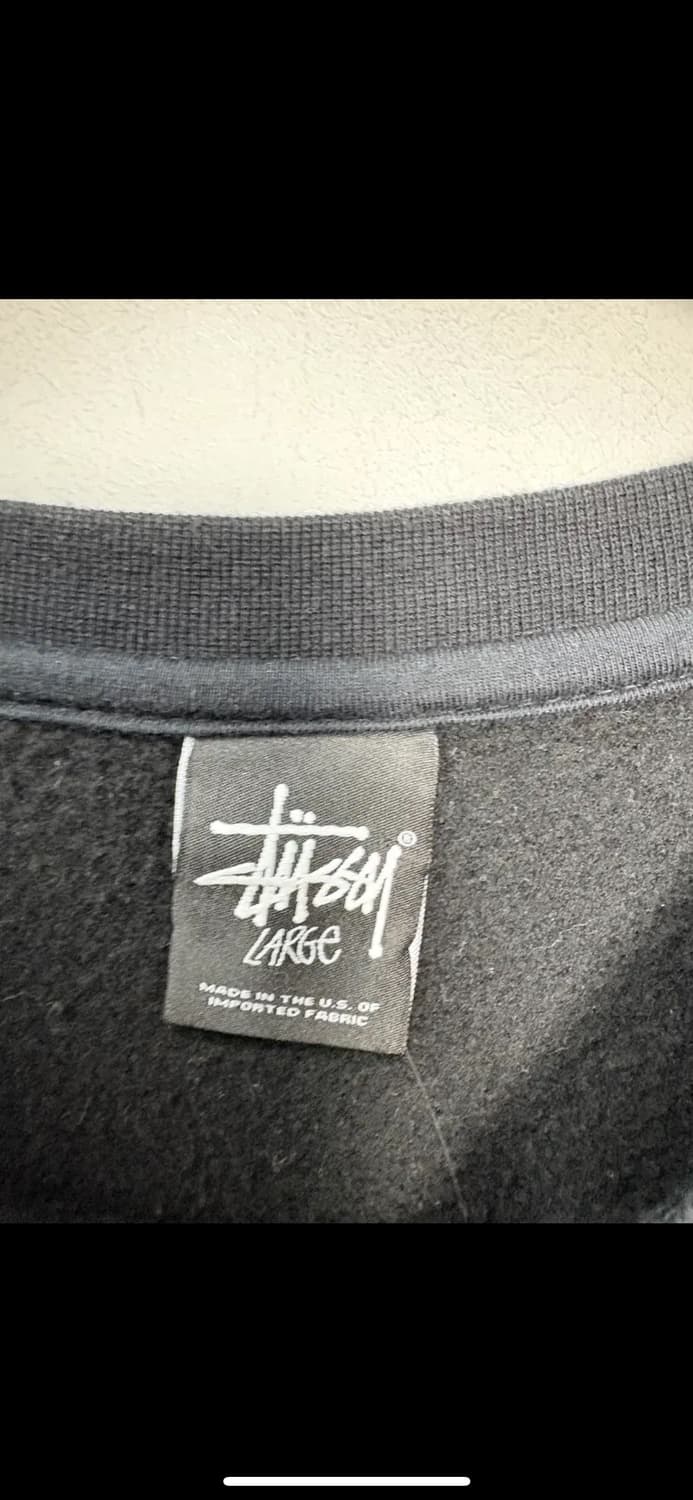 Stüssy®
LARGe
MADE IN THE U.S. OF
IMPORTED FABRIC